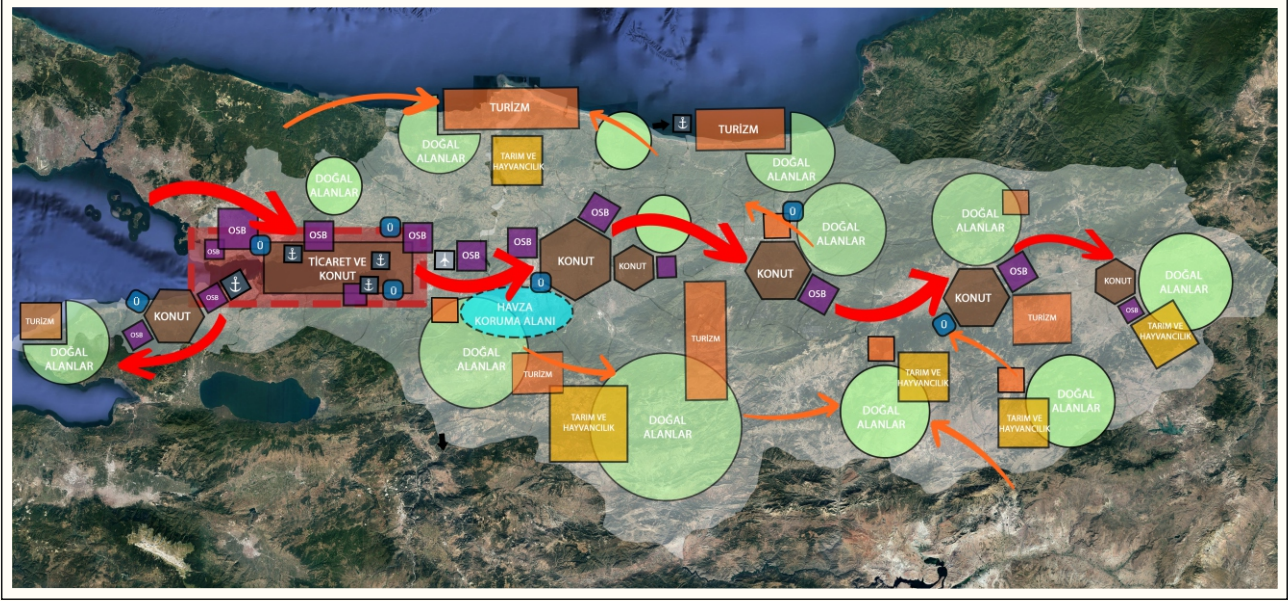 TURİZM
DOĞAL
ALANLAR
TARIM VE
HAYVANCILIK
TURİZM
DOĞAL
ALANLAR
DOĞAL
ALANLAR
OSB
OSB
OSB
Ü
TİCARET VE
KONUT
Ü
OSB
Ü
OSB
OSB
OSB
KONUT
KONUT
Ü
HAVZA
KORUMA ALANI
Ü
DOĞAL
ALANLAR
KONUT
OSB
DOĞAL
ALANLAR
OSB
KONUT
Ü
KONUT
OSB
DOĞAL
ALANLAR
TARIM VE
HAYVANCILIK
TURİZM
TURİZM
DOĞAL
ALANLAR
Ü
KONUT
OSB
OSB
DOĞAL
ALANLAR
TURİZM
TURİZM
TARIM VE
HAYVANCILIK
DOĞAL
ALANLAR
TARIM VE
HAYVANCILIK
DOĞAL
ALANLAR
TARIM VE
HAYVANCILIK
DOĞAL
ALANLAR